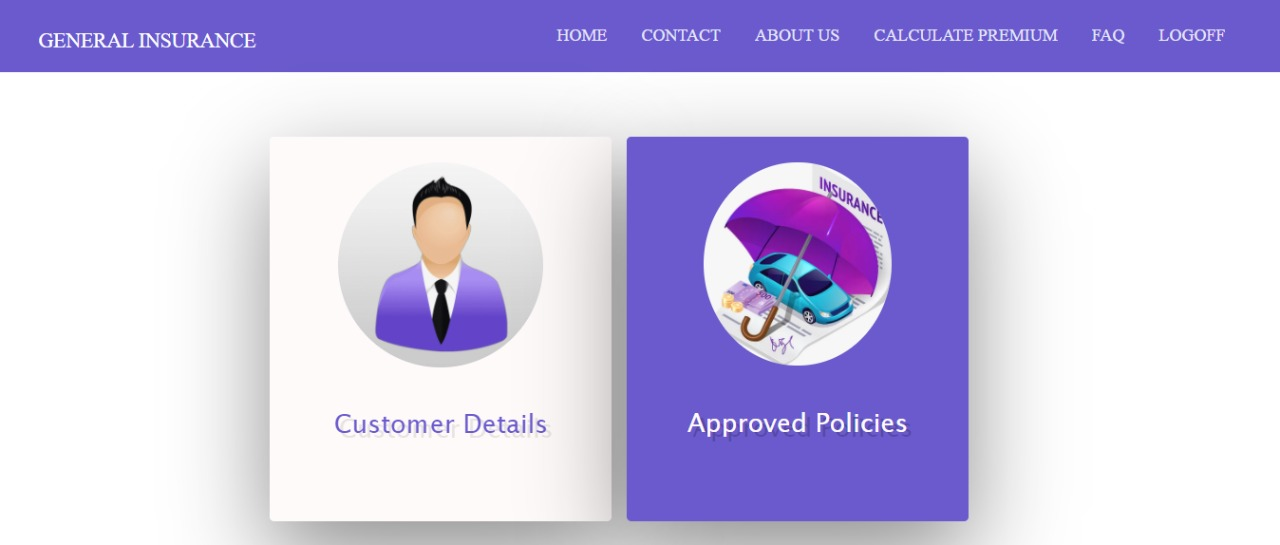 GENERAL INSURANCE
HOME CONTACT ABOUT US CALCULATE PREMIUM FAQ LOGOFF
INSURANCE
Customer Details
Approved Policies